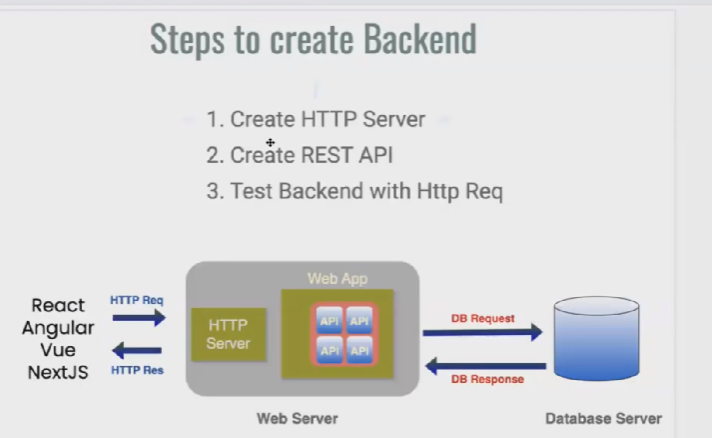 Steps to create Backend
1. Create HTTP Server
2. Create REST API
3. Test Backend with Http Req
React
Angular
Vue
NextJS
HTTP Req
HTTP Res
HTTP
Server
Web App
API API
API API
Web Server
DB Request
DB Response
Database Server